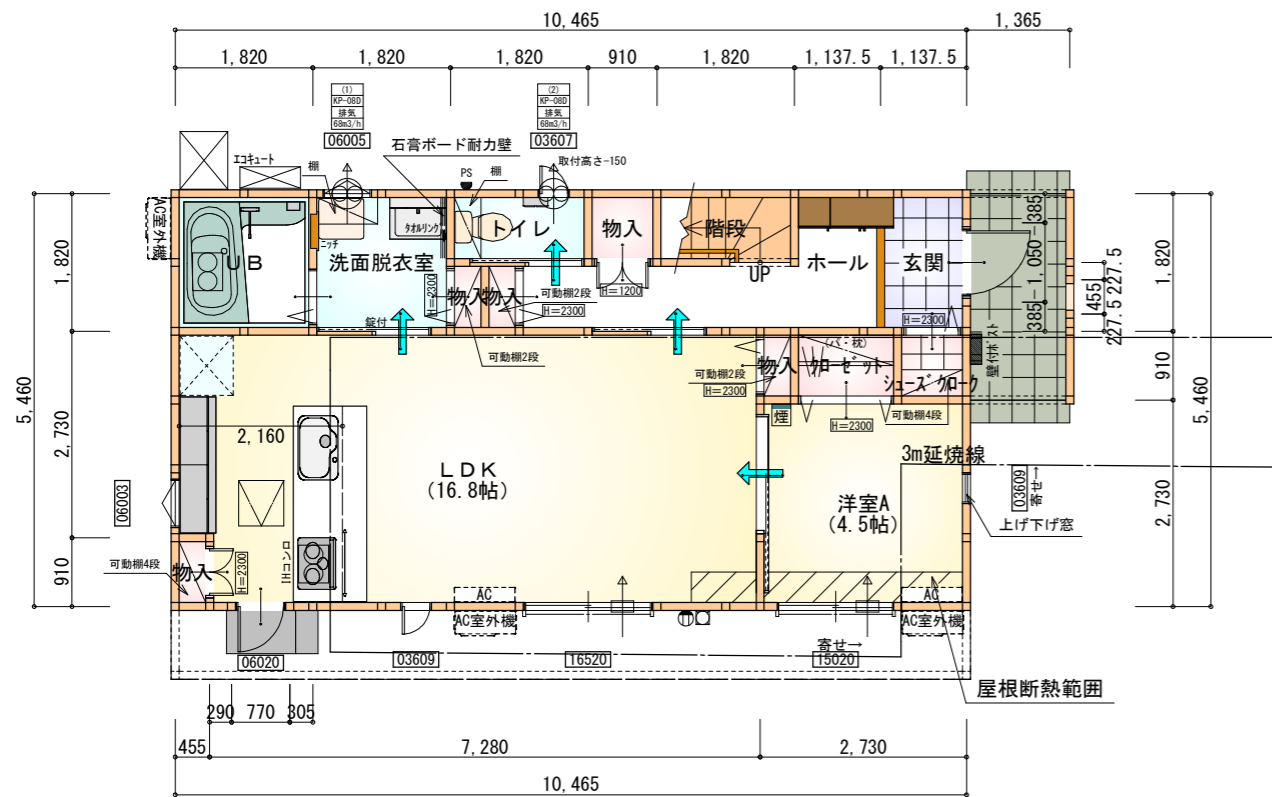 10,465
1,365
1,820
1,820
1,820
910
1,820
1,137.5
1,137.5
(1)
KP-08D
排気
68m3/h
06005
(2)
KP-08D
排気
68m3/h
03607
石膏ボード耐力壁
取付高さ-150
エコキュート
棚
PS
棚
AC室外機
UB
ニッチ
タオルリング
洗面脱衣室
トイレ
物入
階段
UP
ホール
玄関
385
1,050
385
227.5
455
227.5
1,820
910
2,730
5,460
5,460
1,820
2,730
910
H=2300
物入
物入
可動棚2段
H=2300
H=1200
H=2300
錠付
可動棚2段
可動棚2段
H=2300
物入
(パ・枕)
クローゼット
シューズクローク
壁付ポスト
H=2300
可動棚4段
煙
2,160
LDK
(16.8帖)
洋室A
(4.5帖)
3m延焼線
03609
寄せ→
上げ下げ窓
06003
可動棚4段
物入
H=2300
IHコンロ
AC
AC室外機
AC
AC室外機
06020
03609
16520
寄せ→
15020
屋根断熱範囲
290
770
305
455
7,280
2,730
10,465